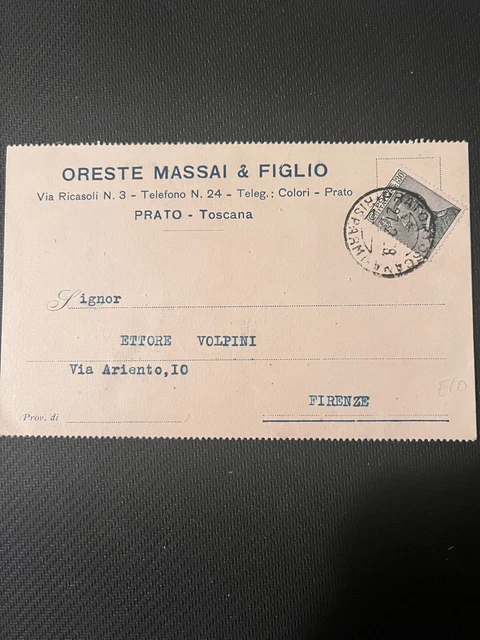 ORESTE MASSAI & FIGLIO
Via Ricasoli N. 3 - Telefono N. 24 - Teleg.: Colori - Prato
PRATO - Toscana
Signor
ETTORE VOLPINI
Via Ariento,10
FIRENZE
Prov. di